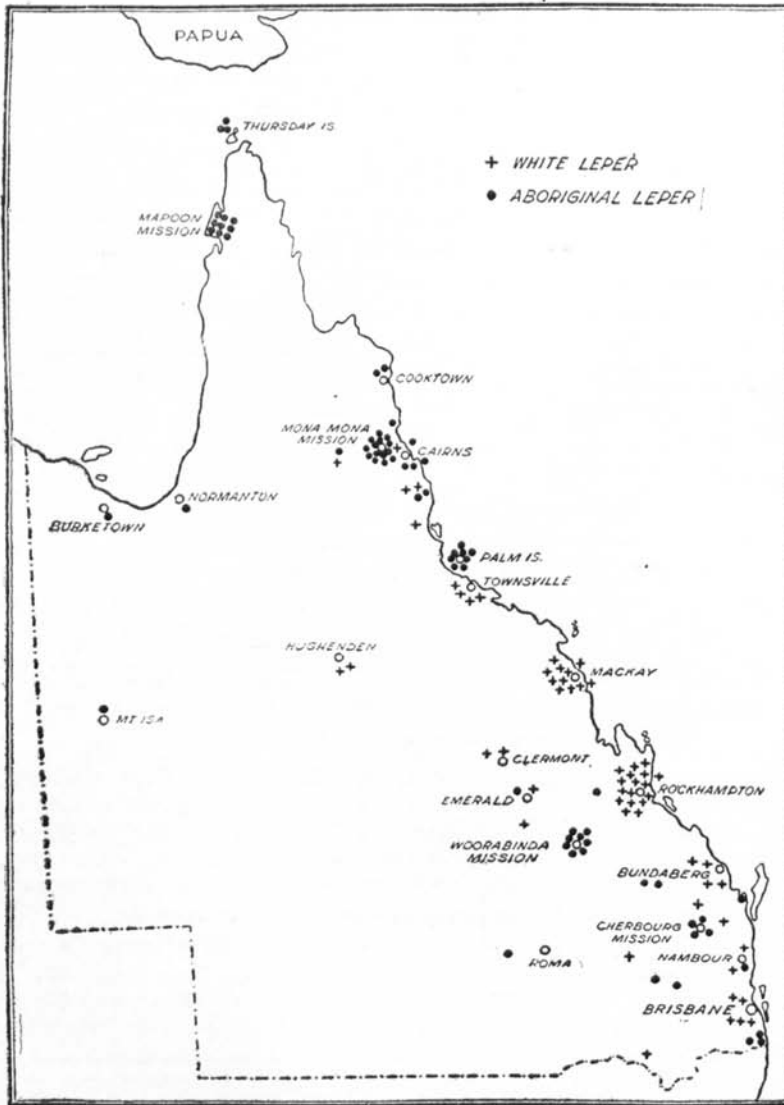 PAPUA
THURSDAY IS.
+ WHITE LEPER
● ABORIGINAL LEPER
MAPOON
MISSION
COOKTOWN
MONA MONA
MISSION
CAIRNS
NORMANTON
BURKETOWN
PALM IS.
TOWNSVILLE
HUGHENDEN
MACKAY
MT ISA
CLERMONT
EMERALD
ROCKHAMPTON
WOORABINDA
MISSION
BUNDABERG
CHERBOURG
MISSION
ROMA
NAMBOUR
BRISBANE